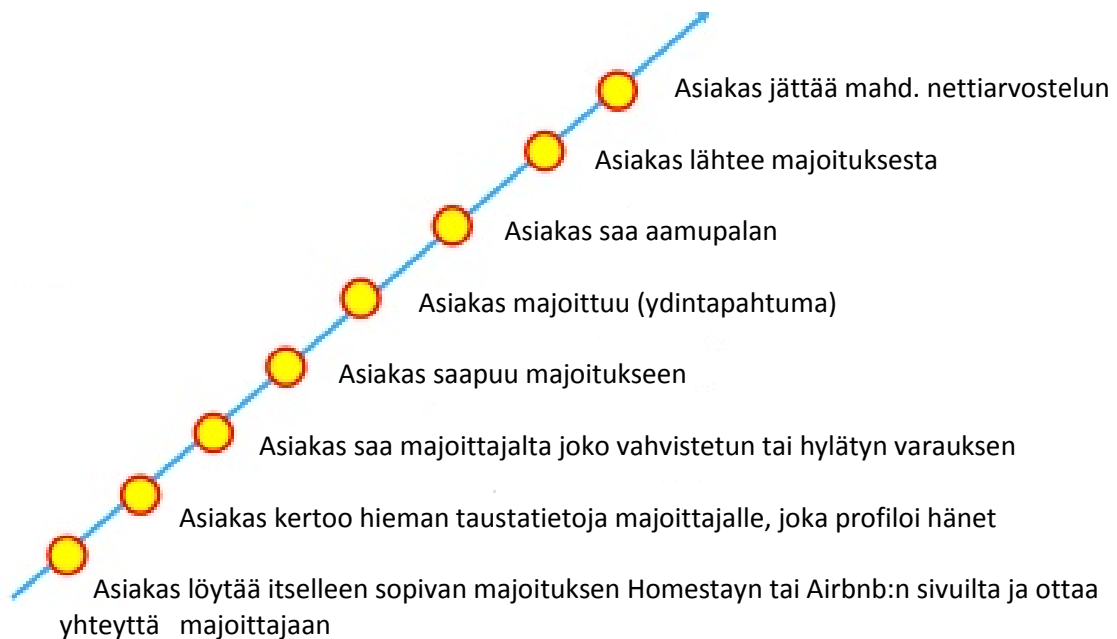 Asiakas jättää mahd. nettiarvostelun
Asiakas lähtee majoituksesta
Asiakas saa aamupalan
Asiakas majoittuu (ydintapahtuma)
Asiakas saapuu majoitukseen
Asiakas saa majoittajalta joko vahvistetun tai hylätyn varauksen
Asiakas kertoo hieman taustatietoja majoittajalle, joka profiloi hänet
Asiakas löytää itselleen sopivan majoituksen Homestayn tai Airbnb:n sivuilta ja ottaa
yhteyttä majoittajaan